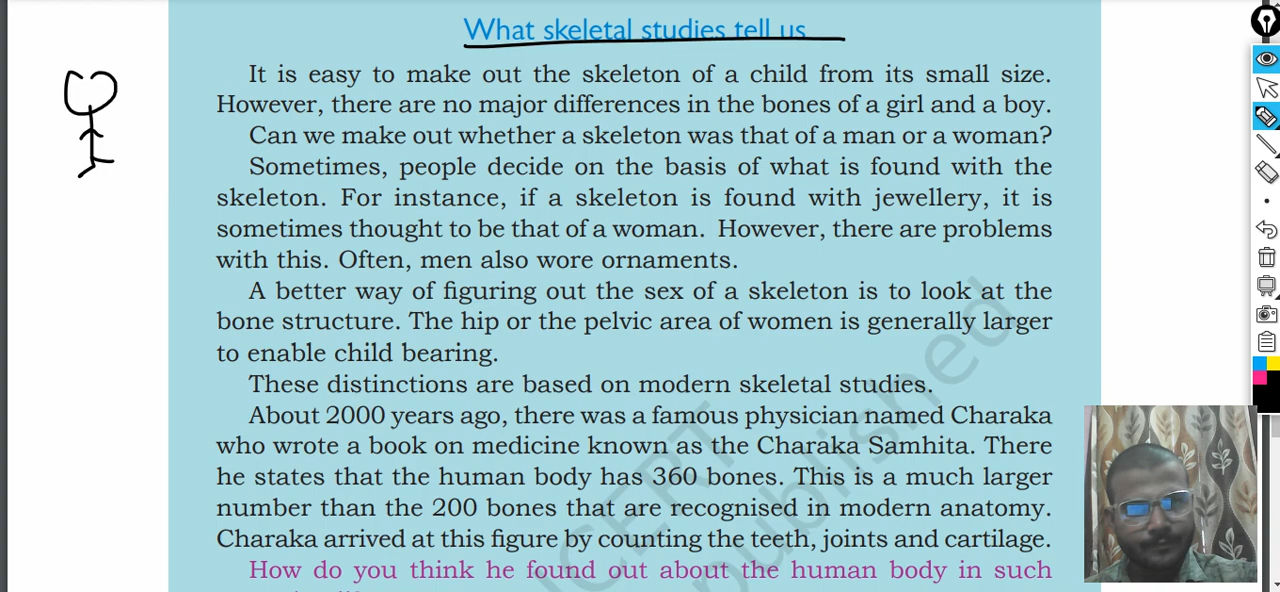 What skeletal studies tell us
It is easy to make out the skeleton of a child from its small size.
However, there are no major differences in the bones of a girl and a boy.
Can we make out whether a skeleton was that of a man or a woman?
Sometimes, people decide on the basis of what is found with the
skeleton. For instance, if a skeleton is found with jewellery, it is
sometimes thought to be that of a woman. However, there are problems
with this. Often, men also wore ornaments.
A better way of figuring out the sex of a skeleton is to look at the
bone structure. The hip or the pelvic area of women is generally larger
to enable child bearing.
These distinctions are based on modern skeletal studies.
About 2000 years ago, there was a famous physician named Charaka
who wrote a book on medicine known as the Charaka Samhita. There
he states that the human body has 360 bones. This is a much larger
number than the 200 bones that are recognised in modern anatomy.
Charaka arrived at this figure by counting the teeth, joints and cartilage.
How do you think he found out about the human body in such